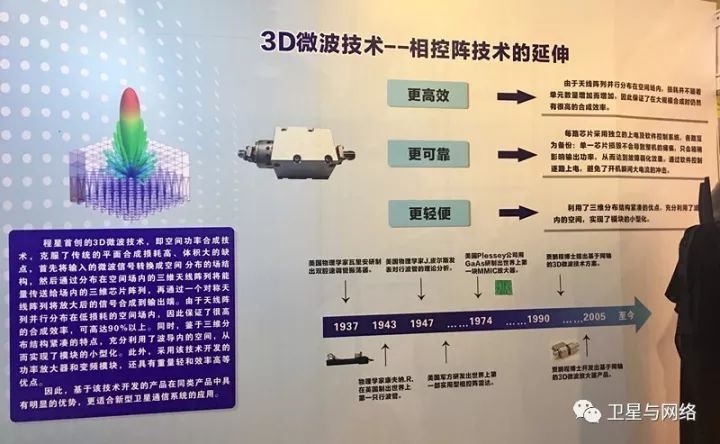 3D微波技术--相控阵技术的延伸
更高效
由于天线阵列并行分布在空间场内，损耗并不随着
单元数量增加而增加，因此保证了在大规模合成时仍然
有很高的合成效率。
更可靠
每路芯片采用独立的上电及软件控制系统，各路互
为备份；单一芯片损毁不会导致整机的瘫痪，只会稍稍
影响输出功率，从而达到故障弱化效果。通过软件控制
逐路上电，避免了开机瞬间大电流的冲击。
更轻便
利用了三维分布结构紧凑的优点，充分利用了波
内的空间，实现了模块的小型化。
程星首创的3D微波技术，即空间功率合成技
术，克服了传统的平面合成损耗高、体积大的缺
点，首先将输入的微波信号转换成空间分布的场结
构，然后通过分布在空间场内的三维天线阵列将能
量传送给场内的三维芯片阵列，再通过一个对称天
线阵列将放大后的信号合成到输出端。由于天线阵
列并行分布在低损耗的空间场内，因此保证了很高
的合成效率，可高达90%以上。同时，鉴于三维分
布结构紧凑的特点，充分利用了波导内的空间，从
而实现了模块的小型化。此外，采用该技术开发的
功率放大器和变频模块，还具有重量轻和效率高等
优点。
因此，基于该技术开发的产品在同类产品中具
有明显的优势，更适合新型卫星通信系统的应用。
美国物理学家瓦里安研制
出双腔速调管振荡器。
美国物理学家J.皮尔斯发
表对行波管的理论分析。
美国Plessey公司用
GaAs研制出世界上第
一块MMIC放大器。
贾鹏程博士提出基于同轴
的3D微波技术方案。
1937 1943 1947 ……1974 ……1990 ……2005 至今
物理学家康夫纳.R.
在英国制出世界上
第一只行波管。
美国军方研究出世界上第
一部实用型相控阵雷达。
贾鹏程博士开发出基于同轴
的3D微波放大器产品。
卫星与网络